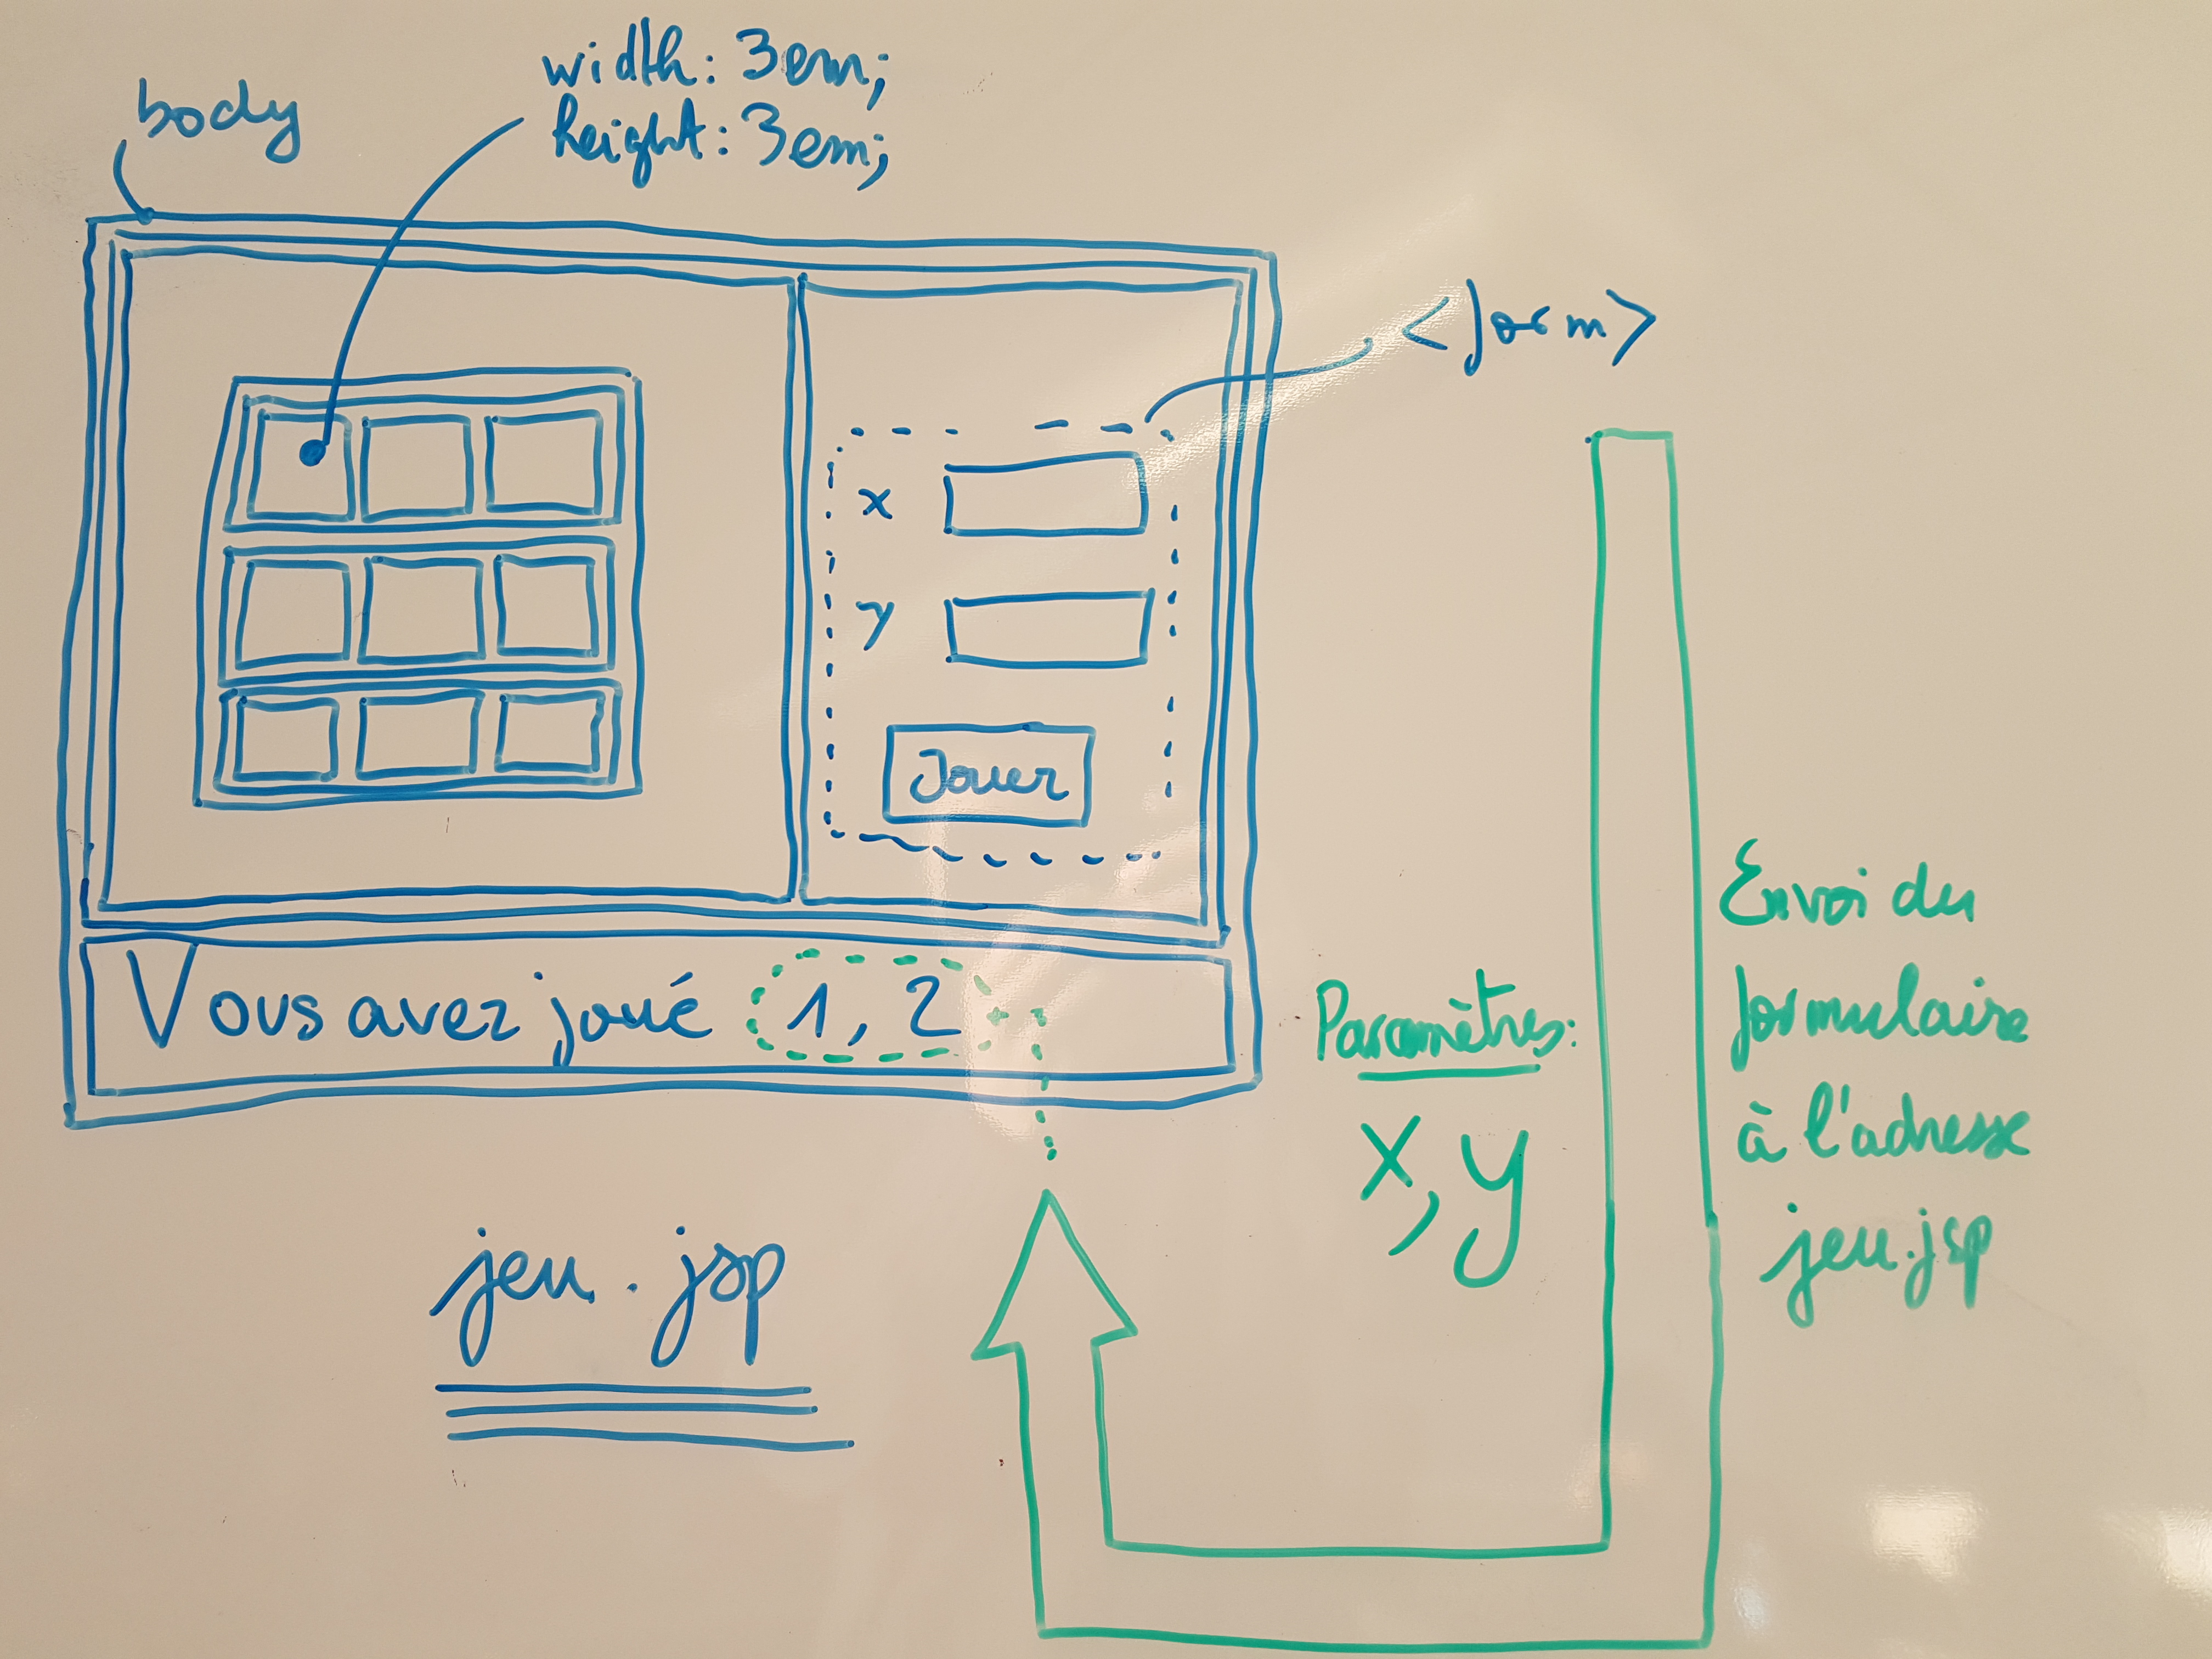 body
width: 3em;
height: 3em;
<form>
x
y
Jouer
Vous avez joué 1, 2
jeu.jsp
Paramètres:
x, y
Envoi du
formulaire
à l'adresse
jeu.jsp